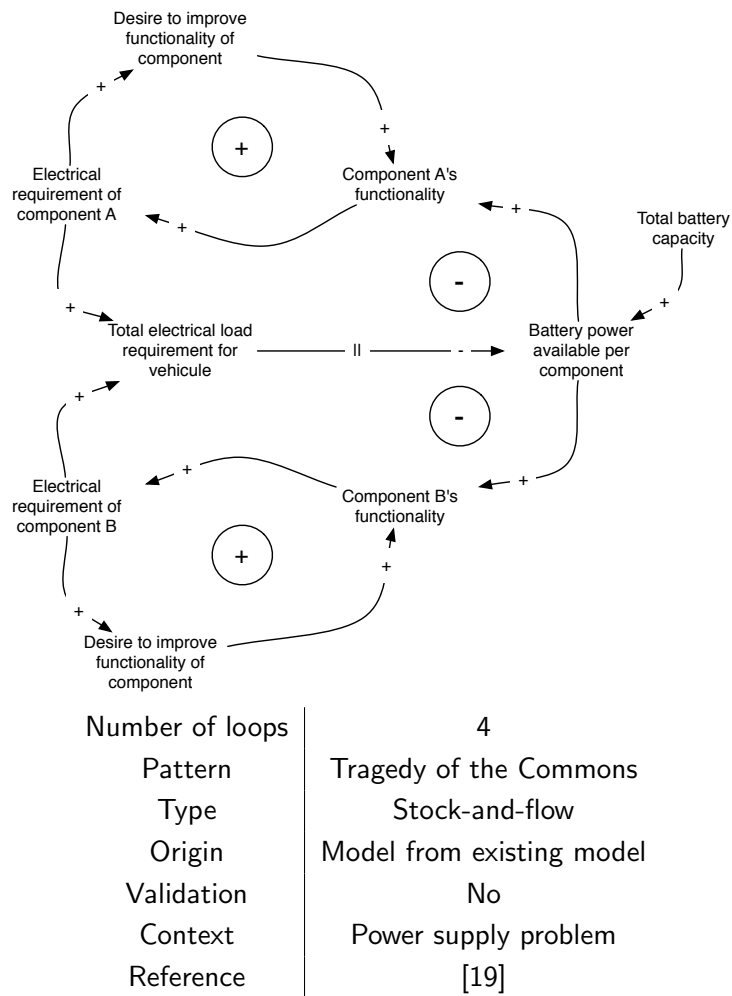 Desire to improve
functionality of
component
+
+
+
Electrical
requirement of
component A
Component A's
functionality
+
+
Total battery
capacity
-
+
+
Total electrical load
requirement for
vehicule
||
-
Battery power
available per
component
+
-
Electrical
requirement of
component B
+
Component B's
functionality
+
+
+
+
Desire to improve
functionality of
component
Number of loops 4
Pattern Tragedy of the Commons
Type Stock-and-flow
Origin Model from existing model
Validation No
Context Power supply problem
Reference [19]